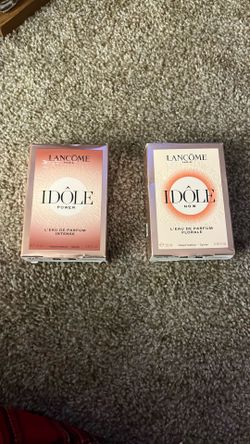 LANCÔME
PARIS
IDÔLE
POWER
L'EAU DE PARFUM
INTENSE
LANCÔME
PARIS
IDÔLE
NOW
L'EAU DE PARFUM
FLORALE